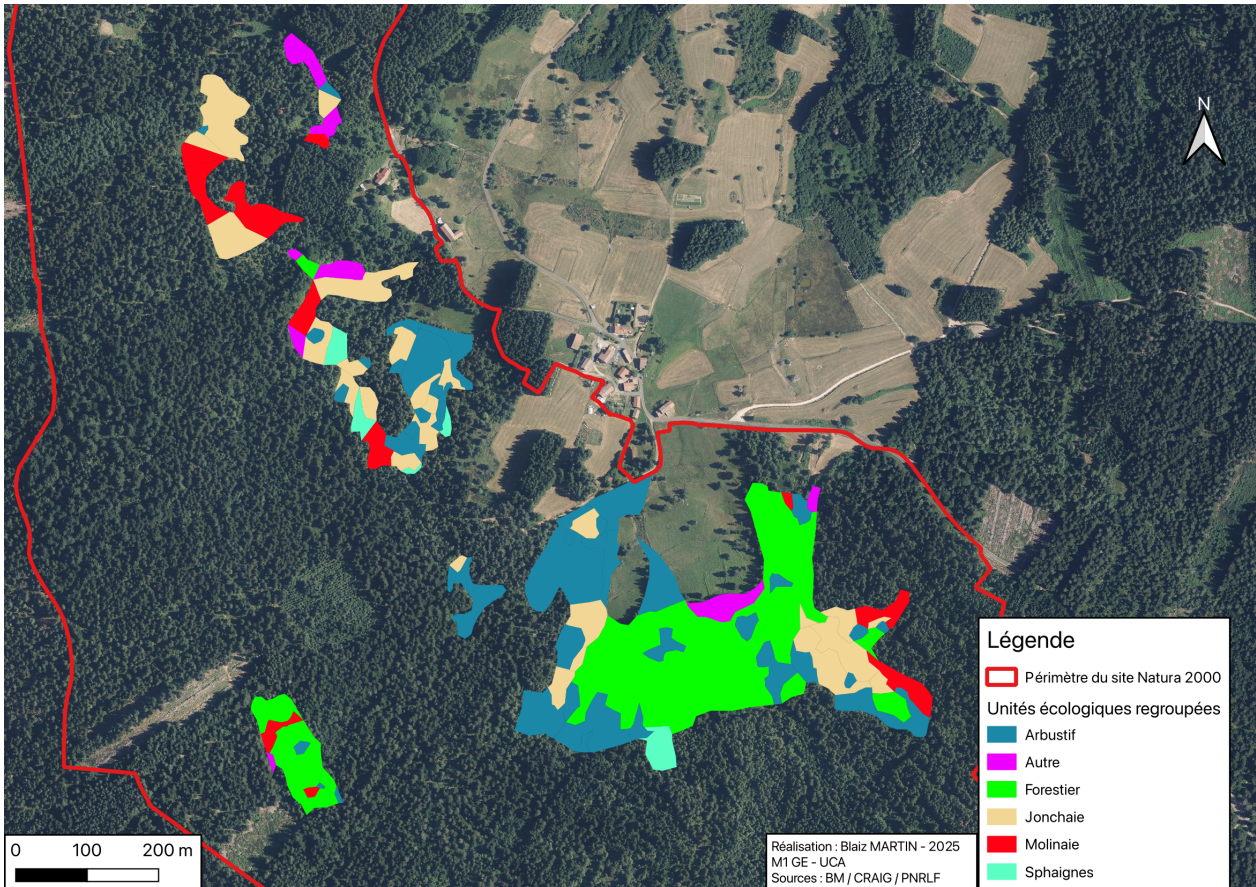 N
Légende
Périmètre du site Natura 2000
Unités écologiques regroupées
Arbustif
Autre
Forestier
Jonchaie
Molinaie
Sphaignes
0 100 200 m
Réalisation : Blaiz MARTIN - 2025
M1 GE - UCA
Sources : BM / CRAIG / PNRLF